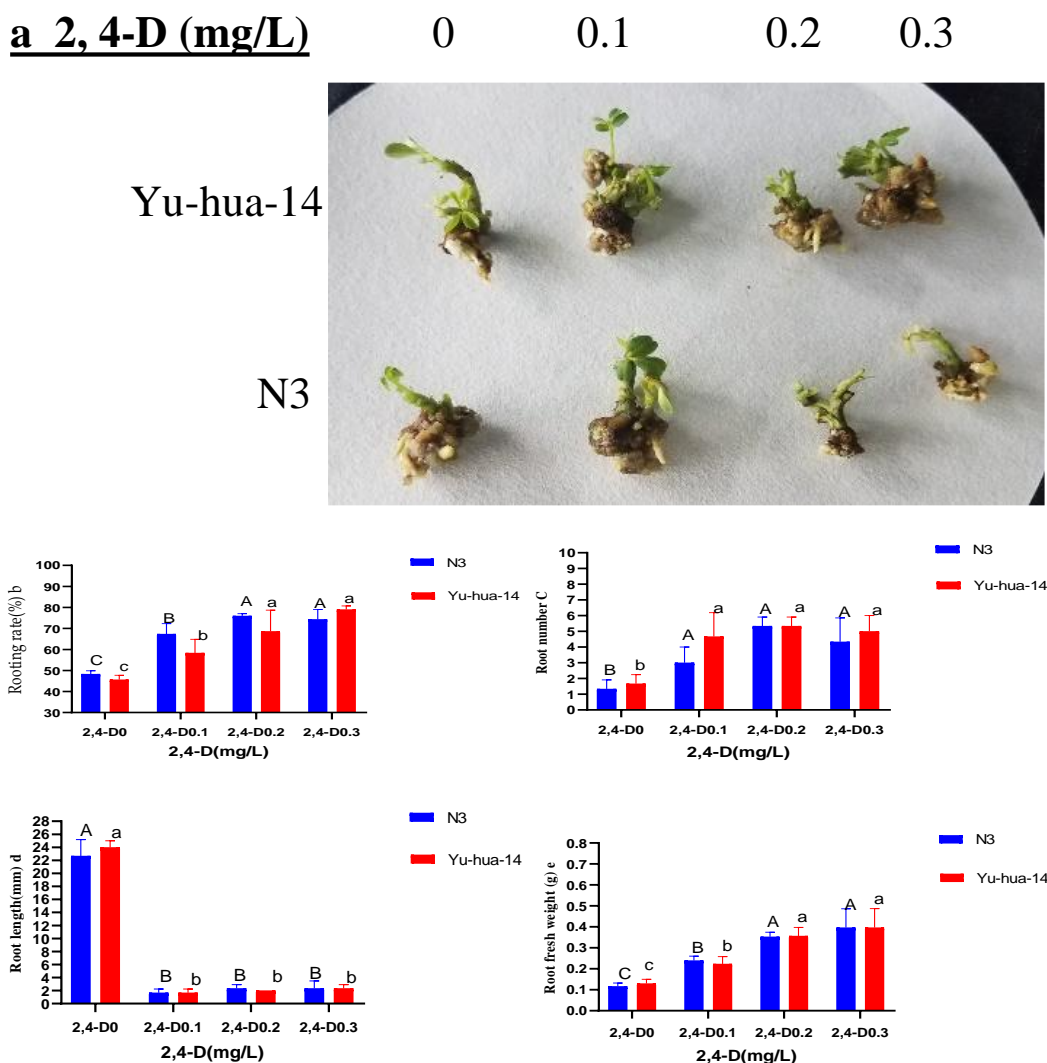 a 2, 4-D (mg/L) 0 0.1 0.2 0.3
Yu-hua-14
N3
Rooting rate(%) b
100
90
80
70
60
50
40
30
C c B b A a A a
2,4-D0 2,4-D0.1 2,4-D0.2 2,4-D0.3
2,4-D(mg/L)
N3
Yu-hua-14
Root number C
10
9
8
7
6
5
4
3
2
1
0
B b A a A a A a
2,4-D0 2,4-D0.1 2,4-D0.2 2,4-D0.3
2,4-D(mg/L)
N3
Yu-hua-14
Root length(mm) d
28
26
24
22
20
18
16
14
12
10
8
6
4
2
0
A a B b B b B b
2,4-D0 2,4-D0.1 2,4-D0.2 2,4-D0.3
2,4-D(mg/L)
N3
Yu-hua-14
Root fresh weight (g) e
0.8
0.7
0.6
0.5
0.4
0.3
0.2
0.1
0.0
C c B b A a A a
2,4-D0 2,4-D0.1 2,4-D0.2 2,4-D0.3
2,4-D(mg/L)
N3
Yu-hua-14